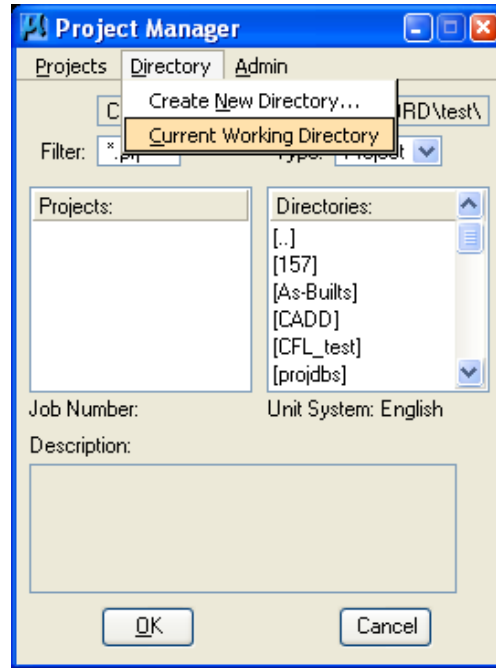 Project Manager
Projects Directory Admin
Create New Directory...
C RD\test\
Current Working Directory
Filter: Type: Project
Projects:
Directories:
[..]
[157]
[As-Builts]
[CADD]
[CFL_test]
[projdbs]
Job Number:
Unit System: English
Description:
OK Cancel